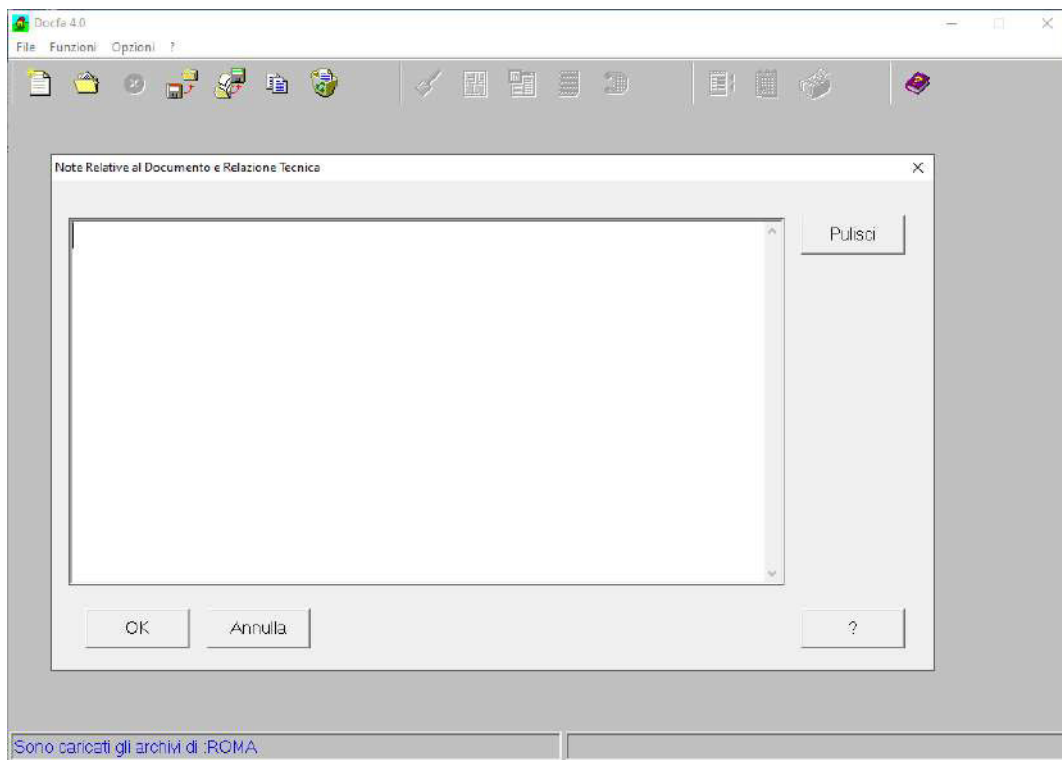 Docfa 4.0
File Funzioni Opzioni ?
Note Relative al Documento e Relazione Tecnica
Pulisci
OK Annulla ?
Sono caricati gli archivi di :ROMA